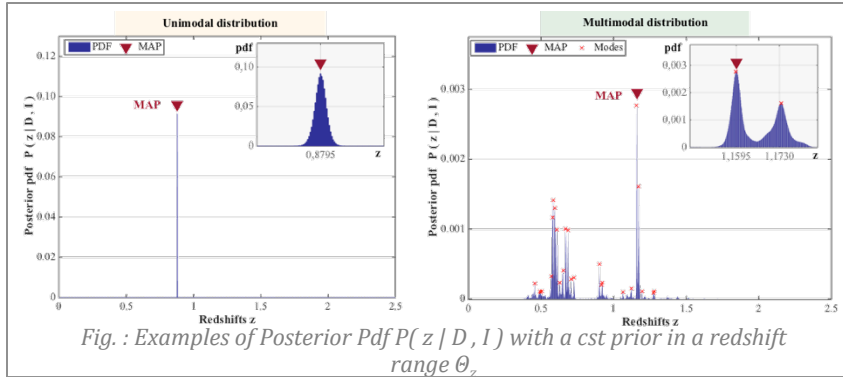 Unimodal distribution
Multimodal distribution
PDF MAP
pdf
0.13
0.10
0.08
0.06
0.04
0.02
0
Posterior pdf P( z | D , I )
MAP
0,10
0,05
0
0,8795
z
0 0.5 1 1.5 2 2.5
Redshifts z
PDF MAP Modes
pdf
0.003
0.002
0.001
0
Posterior pdf P( z | D , I )
MAP
0,003
0,002
0,001
0
1,1595 1,1730
z
0 0.5 1 1.5 2 2.5
Redshifts z
Fig. : Examples of Posterior Pdf P( z | D , I ) with a cst prior in a redshift
range Θz